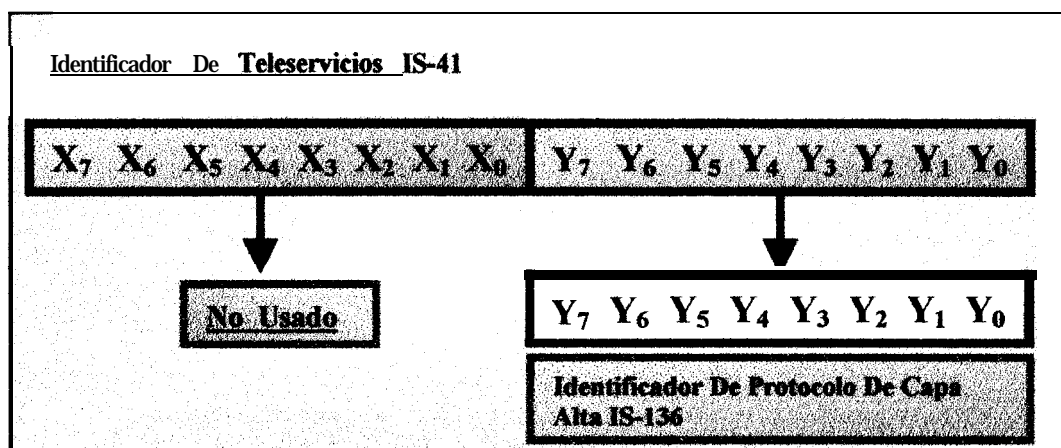 Identificador De Teleservicios IS-41
X₇ X₆ X₅ X₄ X₃ X₂ X₁ X₀ Y₇ Y₆ Y₅ Y₄ Y₃ Y₂ Y₁ Y₀
No Usado
Y₇ Y₆ Y₅ Y₄ Y₃ Y₂ Y₁ Y₀
Identificador De Protocolo De Capa
Alta IS-136